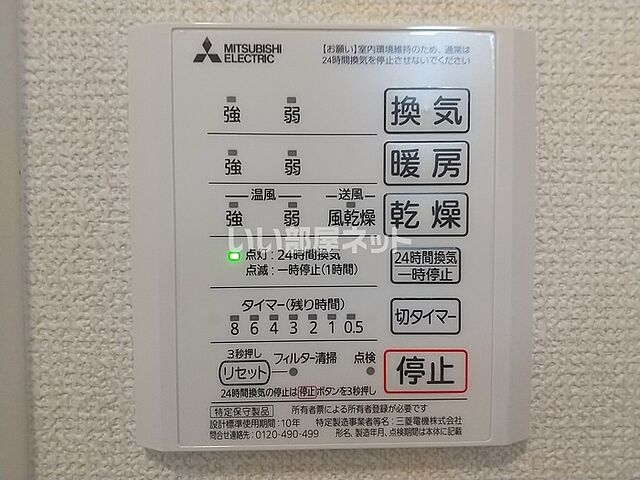 MITSUBISHI
ELECTRIC
【お願い】室内環境維持のため、通常は
24時間換気を停止させないでください
強 弱 換気
強 弱 暖房
温風 送風
強 弱 風乾燥 乾燥
いい部屋ネット
点灯:24時間換気
点滅:一時停止(1時間)
24時間換気
一時停止
タイマー(残り時間)
8 6 4 3 2 1 0.5
切タイマー
3秒押し
リセット フィルター清掃 点検
停止
24時間換気の停止は停止ボタンを3秒押し
特定保守製品 所有者票による所有者登録が必要です
設計標準使用期間:10年 特定製造事業者等名:三菱電機株式会社
問合せ連絡先:0120-490-499 形名、製造年月、点検期間は本体に記載